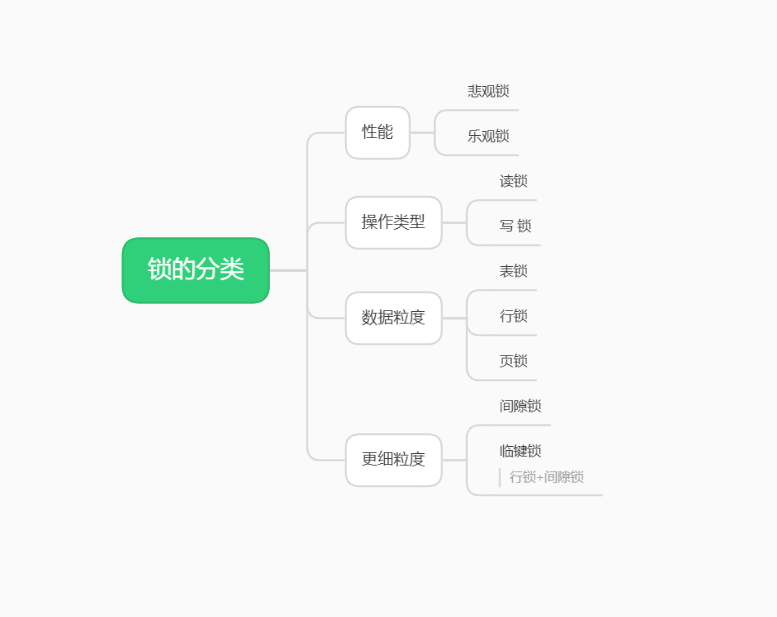 锁的分类
性能
悲观锁
乐观锁
操作类型
读锁
写 锁
数据粒度
表锁
行锁
页锁
更细粒度
间隙锁
临键锁
行锁+间隙锁